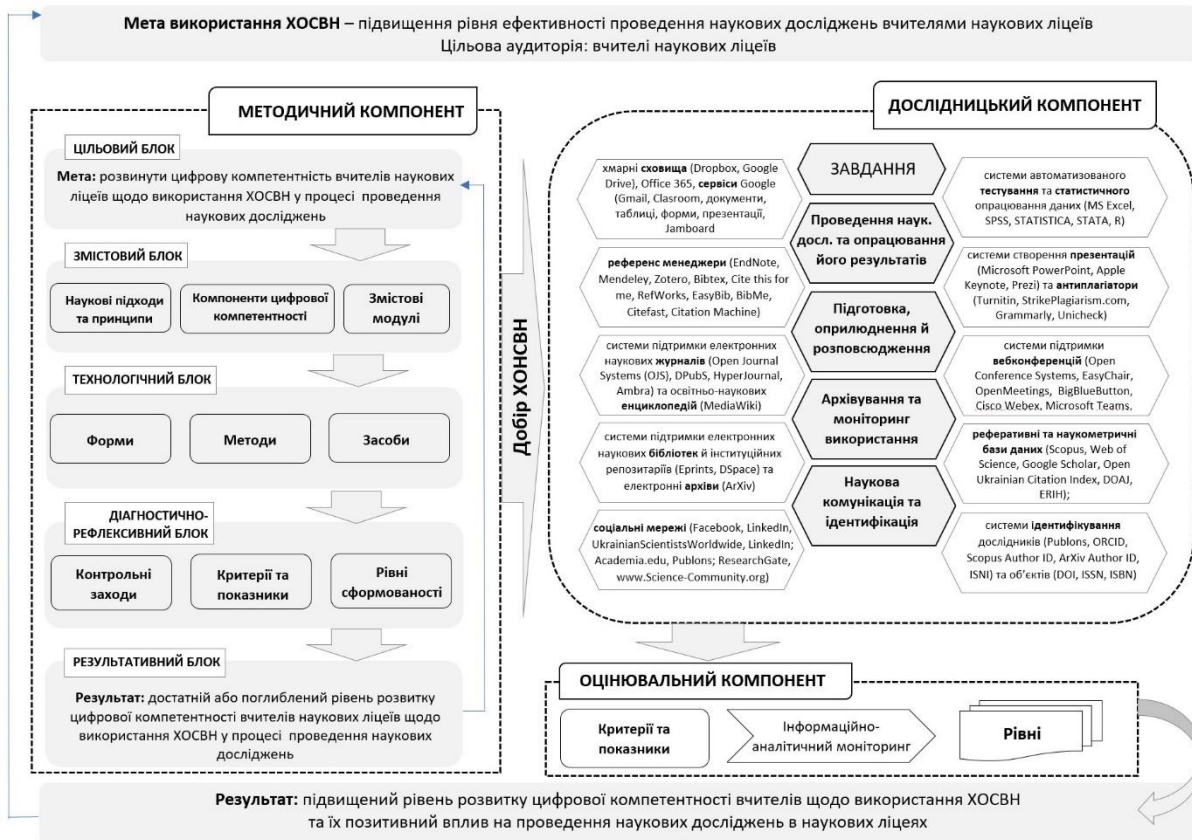 Мета використання ХОСВН – підвищення рівня ефективності проведення наукових досліджень вчителями наукових ліцеїв
Цільова аудиторія: вчителі наукових ліцеїв
МЕТОДИЧНИЙ КОМПОНЕНТ
ЦІЛЬОВИЙ БЛОК
Мета: розвинути цифрову компетентність вчителів наукових
ліцеїв щодо використання ХОСВН у процесі проведення
наукових досліджень
ЗМІСТОВИЙ БЛОК
Наукові підходи
та принципи
Компоненти цифрової
компетентності
Змістові
модулі
ТЕХНОЛОГІЧНИЙ БЛОК
Форми
Методи
Засоби
ДІАГНОСТИЧНО-
РЕФЛЕКСИВНИЙ БЛОК
Контрольні
заходи
Критерії та
показники
Рівні
сформованості
РЕЗУЛЬТАТИВНИЙ БЛОК
Результат: достатній або поглиблений рівень розвитку
цифрової компетентності вчителів наукових ліцеїв щодо
використання ХОСВН у процесі проведення наукових
досліджень
Добір ХОНСВН
ДОСЛІДНИЦЬКИЙ КОМПОНЕНТ
хмарні сховища (Dropbox, Google
Drive), Office 365, сервіси Google
(Gmail, Clasroom, документи,
таблиці, форми, презентації,
Jamboard
референс менеджери (EndNote,
Mendeley, Zotero, Bibtex, Cite this for
me, RefWorks, EasyBib, BibMe,
Citefast, Citation Machine)
системи підтримки електронних
наукових журналів (Open Journal
Systems (OJS), DPubS, HyperJournal,
Ambra) та освітньо-наукових
енциклопедій (MediaWiki)
системи підтримки електронних
наукових бібліотек й інституційних
репозитаріїв (Eprints, DSpace) та
електронні архіви (ArXiv)
соціальні мережі (Facebook, LinkedIn,
UkrainianScientistsWorldwide, LinkedIn;
Academia.edu, Publons; ResearchGate,
www.Science-Community.org)
ЗАВДАННЯ
Проведення наук.
досл. та опрацювання
його результатів
Підготовка,
оприлюднення й
розповсюдження
Архівування та
моніторинг
використання
Наукова
комунікація та
ідентифікація
системи автоматизованого
тестування та статистичного
опрацювання даних (MS Excel,
SPSS, STATISTICA, STATA, R)
системи створення презентацій
(Microsoft PowerPoint, Apple
Keynote, Prezi) та антиплагіатори
(Turnitin, StrikePlagiarism.com,
Grammarly, Unicheck)
системи підтримки
вебконференцій (Open
Conference Systems, EasyChair,
OpenMeetings, BigBlueButton,
Cisco Webex, Microsoft Teams.
реферативні та наукометричні
бази даних (Scopus, Web of
Science, Google Scholar, Open
Ukrainian Citation Index, DOAJ,
ERIH);
системи ідентифікування
дослідників (Publons, ORCID,
Scopus Author ID, ArXiv Author ID,
ISNI) та об’єктів (DOI, ISSN, ISBN)
ОЦІНЮВАЛЬНИЙ КОМПОНЕНТ
Критерії та
показники
Інформаційно-
аналітичний моніторинг
Рівні
Результат: підвищений рівень розвитку цифрової компетентності вчителів щодо використання ХОСВН
та їх позитивний вплив на проведення наукових досліджень в наукових ліцеях